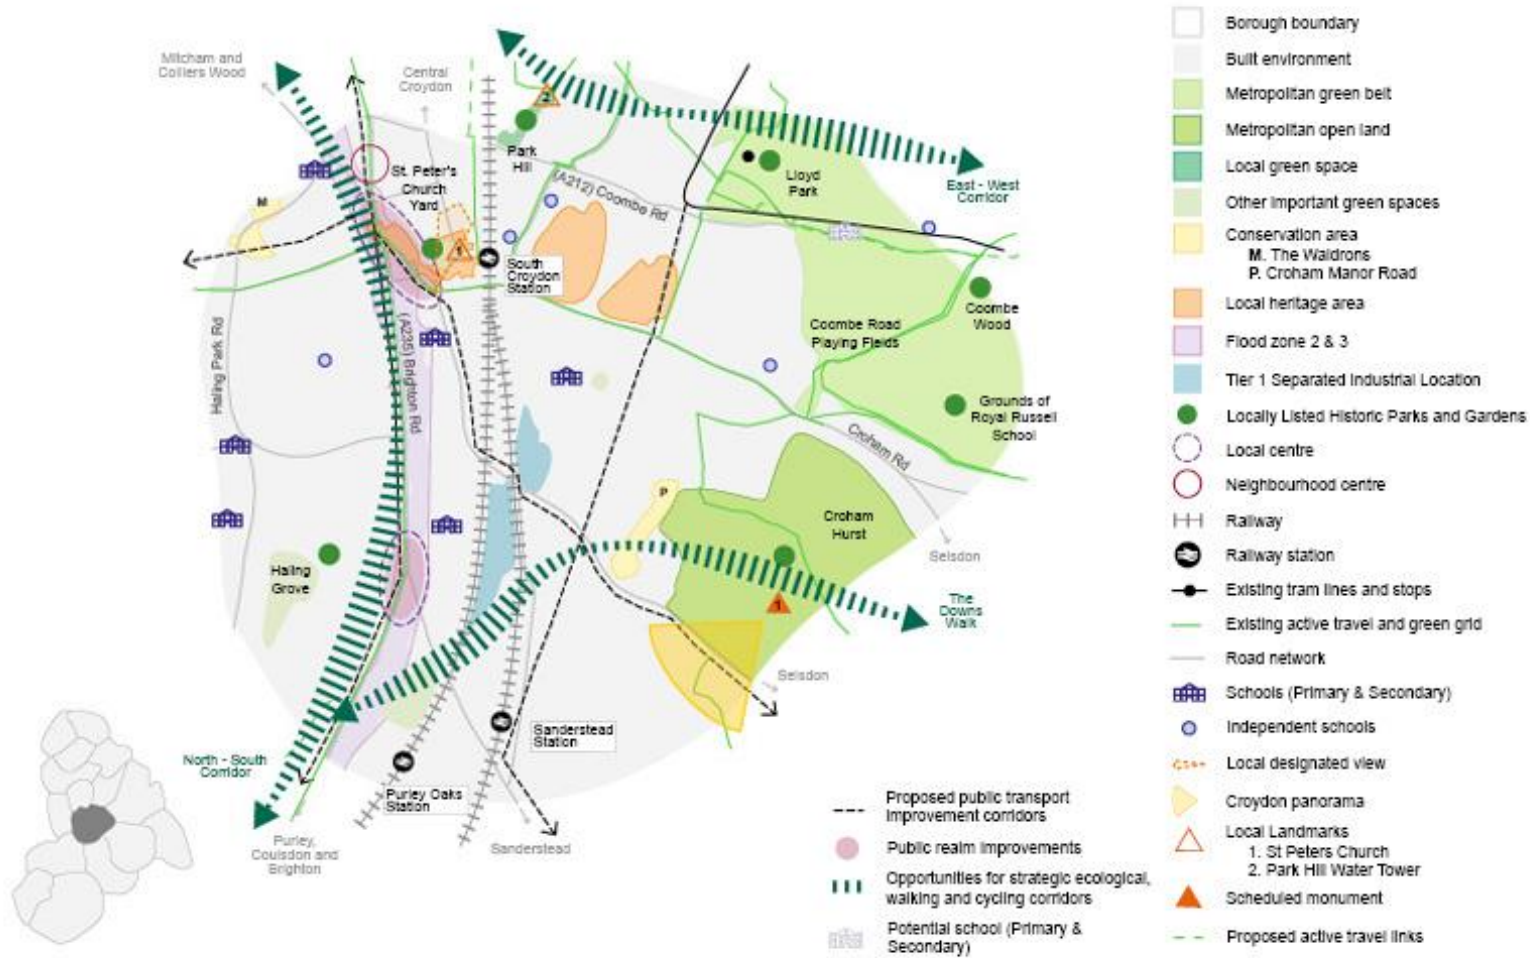 Mitcham and
Colliers Wood
Central
Croydon
2
Park
Hill
St. Peter's
Church
Yard
M
(A212) Coombe Rd
Lloyd
Park
East - West
Corridor
1
South
Croydon
Station
Coombe
Wood
Coombe Road
Playing Fields
Haling Park Rd
(A235) Brighton Rd
Grounds of
Royal Russell
School
Croham Rd
P
Croham
Hurst
Selsdon
Haling
Grove
1
The
Downs
Walk
Selsdon
Sanderstead
Station
North - South
Corridor
Purley Oaks
Station
Purley,
Coulsdon and
Brighton
Sanderstead
Proposed public transport
improvement corridors
Public realm improvements
Opportunities for strategic ecological,
walking and cycling corridors
Potential school (Primary &
Secondary)
Borough boundary
Built environment
Metropolitan green belt
Metropolitan open land
Local green space
Other important green spaces
Conservation area
M. The Waldrons
P. Croham Manor Road
Local heritage area
Flood zone 2 & 3
Tier 1 Separated Industrial Location
Locally Listed Historic Parks and Gardens
Local centre
Neighbourhood centre
Railway
Railway station
Existing tram lines and stops
Existing active travel and green grid
Road network
Schools (Primary & Secondary)
Independent schools
Local designated view
Croydon panorama
Local Landmarks
1. St Peters Church
2. Park Hill Water Tower
Scheduled monument
Proposed active travel links